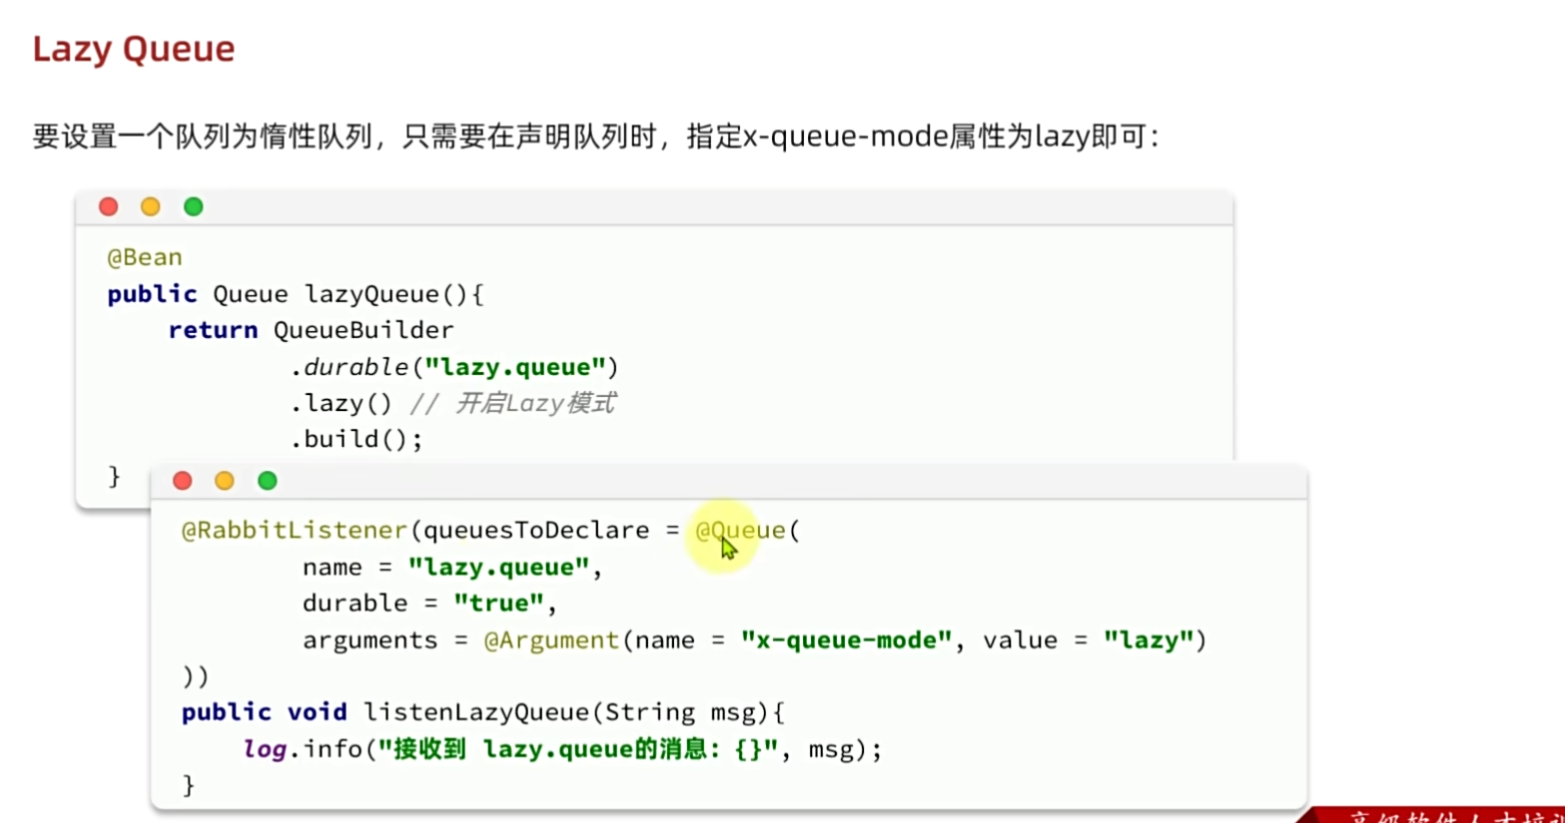 Lazy Queue
要设置一个队列为惰性队列，只需要在声明队列时，指定x-queue-mode属性为lazy即可：
@Bean
public Queue lazyQueue(){
return QueueBuilder
.durable("lazy.queue")
.lazy() // 开启Lazy模式
.build();
}
@RabbitListener(queuesToDeclare = @Queue(
name = "lazy.queue",
durable = "true",
arguments = @Argument(name = "x-queue-mode", value = "lazy")
))
public void listenLazyQueue(String msg){
log.info("接收到 lazy.queue的消息: {}", msg);
}